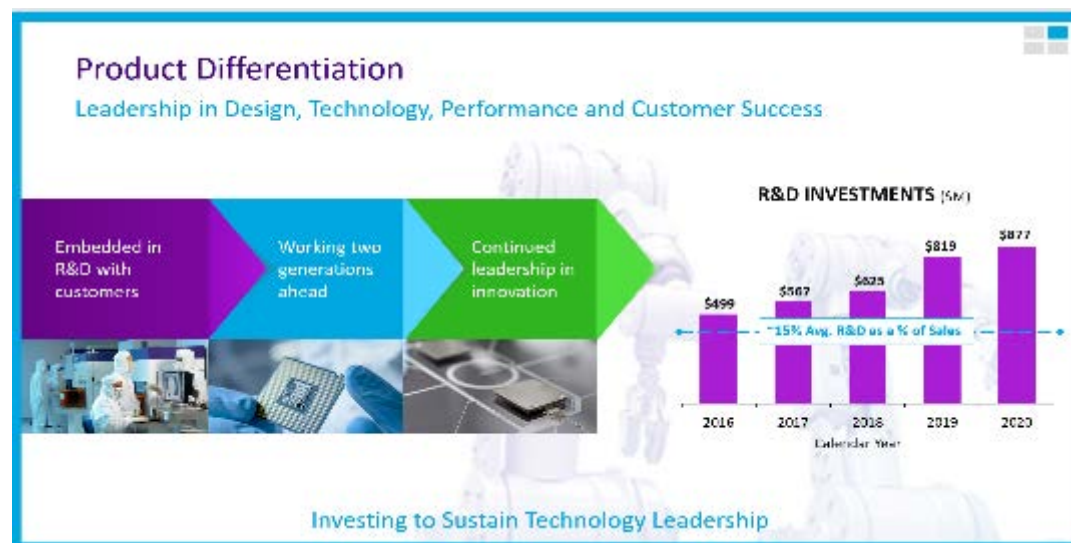 Product Differentiation
Leadership in Design, Technology, Performance and Customer Success
Embedded in
R&D with
customers
Working two
generations
ahead
Continued
leadership in
innovation
R&D INVESTMENTS ($M)
$499
$567
$625
$819
$877
~15% Avg. R&D as a % of Sales
2016
2017
2018
2019
2020
Calendar Year
Investing to Sustain Technology Leadership